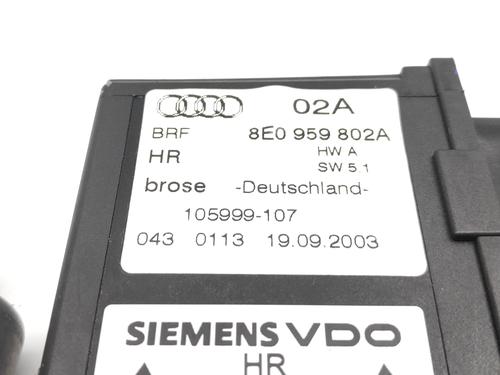 02A
BRF 8E0 959 802A
HR HW A
SW 5.1
brose -Deutschland-
105999-107
043 0113 19.09.2003
SIEMENS VDO
HR